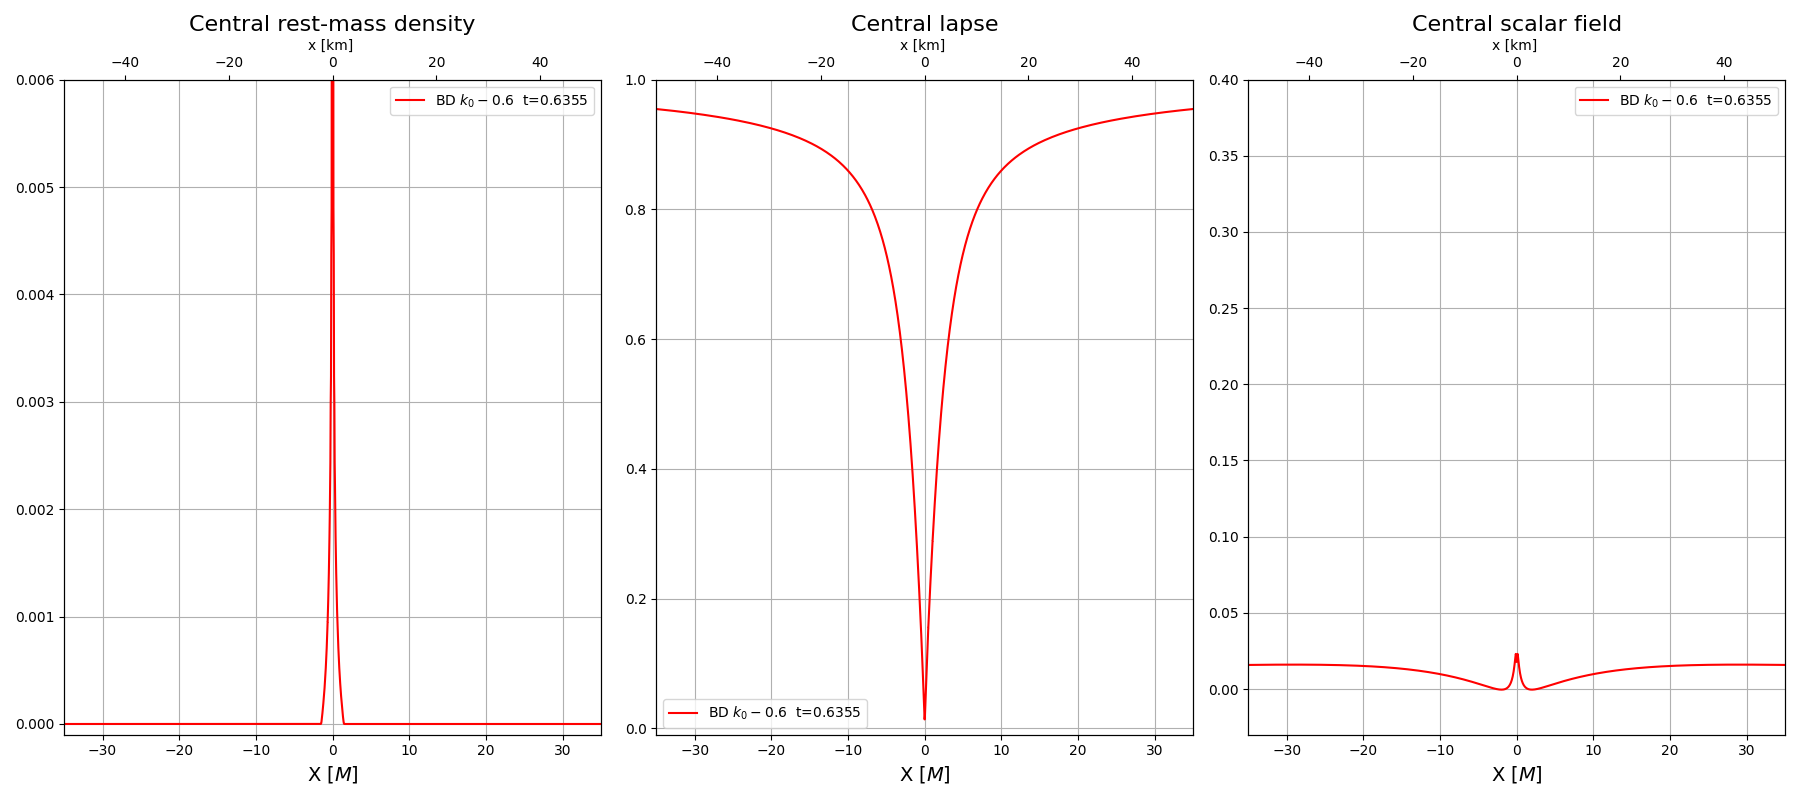 Central rest-mass density
x [km]
−40 −20 0 20 40
0.006
0.005
0.004
0.003
0.002
0.001
0.000
BD k₀ − 0.6 t=0.6355
−30 −20 −10 0 10 20 30
X [M]
Central lapse
x [km]
−40 −20 0 20 40
1.0
0.8
0.6
0.4
0.2
0.0
BD k₀ − 0.6 t=0.6355
−30 −20 −10 0 10 20 30
X [M]
Central scalar field
x [km]
−40 −20 0 20 40
0.40
0.35
0.30
0.25
0.20
0.15
0.10
0.05
0.00
BD k₀ − 0.6 t=0.6355
−30 −20 −10 0 10 20 30
X [M]